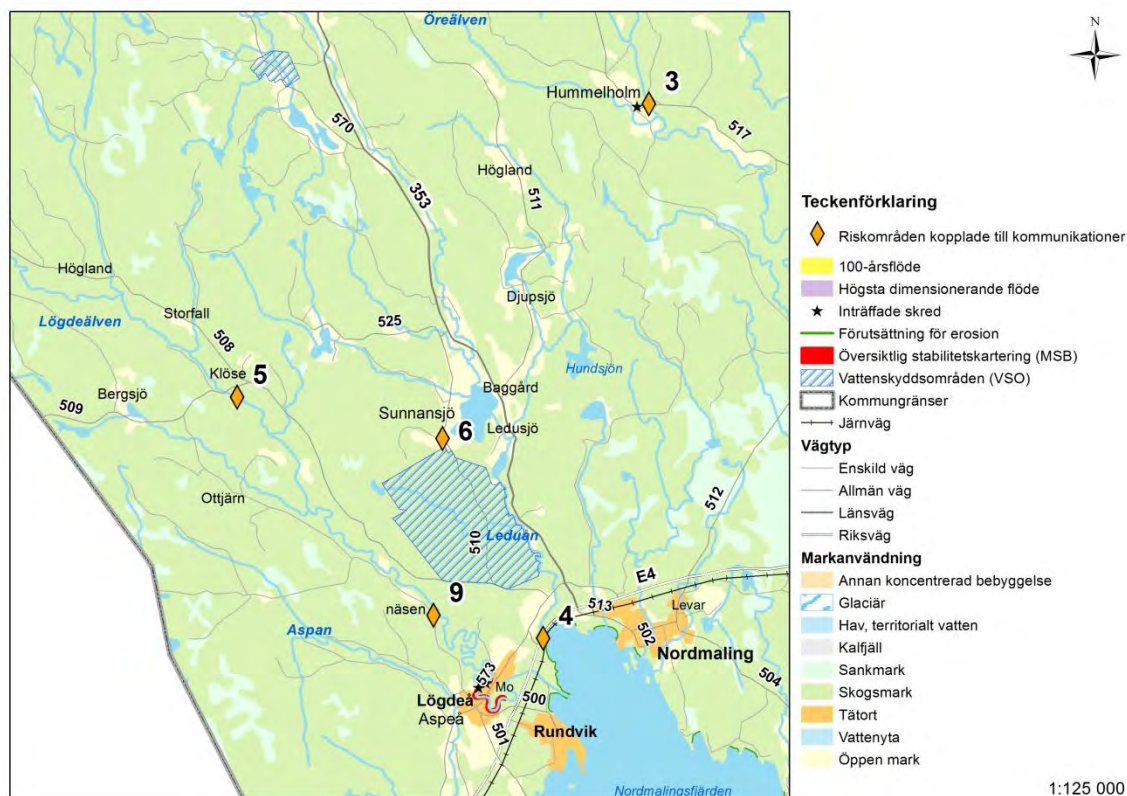 Öreälven
N
3
Hummelholm
517
570
Högland
511
353
Högland
Djupsjö
Storfall
525
Lögdeälven
508
Hundsjön
Klöse
5
Baggård
Bergsjö
509
Sunnansjö
6
Ledusjö
Ottjärn
512
Leduån
510
E4
9
näsen
513
Levar
4
502
Aspan
Nordmaling
573
Mo
504
Lögdeå
500
Aspeå
501
Rundvik
Nordmalingsfjärden
Teckenförklaring
Riskområden kopplade till kommunikationer
100-årsflöde
Högsta dimensionerande flöde
Inträffade skred
Förutsättning för erosion
Översiktlig stabilitetskartering (MSB)
Vattenskyddsområden (VSO)
Kommungränser
Järnväg
Vägtyp
Enskild väg
Allmän väg
Länsväg
Riksväg
Markanvändning
Annan koncentrerad bebyggelse
Glaciär
Hav, territorialt vatten
Kalfjäll
Sankmark
Skogsmark
Tätort
Vattenyta
Öppen mark
1:125 000